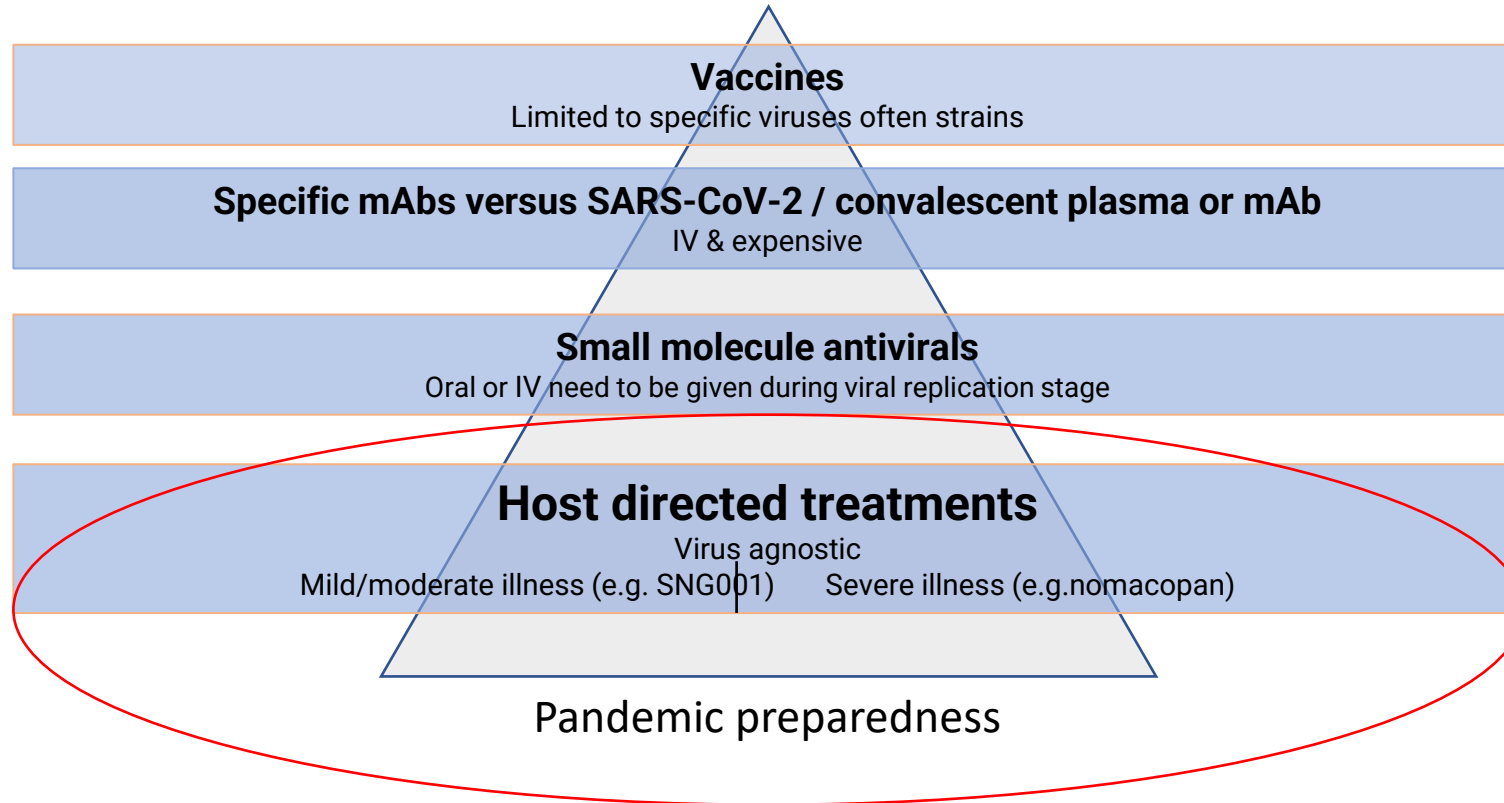 Vaccines
Limited to specific viruses often strains
Specific mAbs versus SARS-CoV-2 / convalescent plasma or mAb
IV & expensive
Small molecule antivirals
Oral or IV need to be given during viral replication stage
Host directed treatments
Virus agnostic
Mild/moderate illness (e.g. SNG001) Severe illness (e.g.nomacopan)
Pandemic preparedness